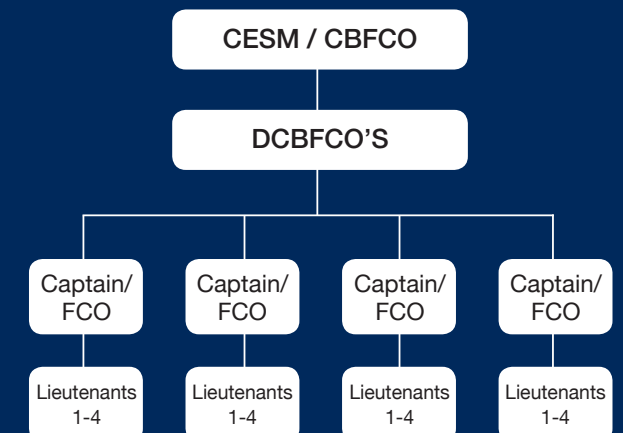 CESM / CBFCO
DCBFCO'S
Captain/
FCO
Captain/
FCO
Captain/
FCO
Captain/
FCO
Lieutenants
1-4
Lieutenants
1-4
Lieutenants
1-4
Lieutenants
1-4